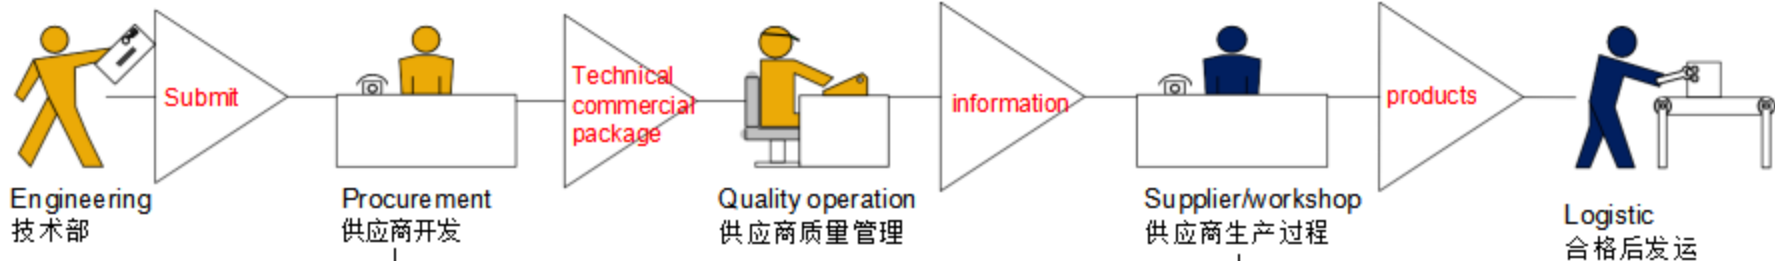 Submit
Technical
commercial
package
information
products
Engineering
技术部
Procurement
供应商开发
Quality operation
供应商质量管理
Supplier/workshop
供应商生产过程
Logistic
合格后发运